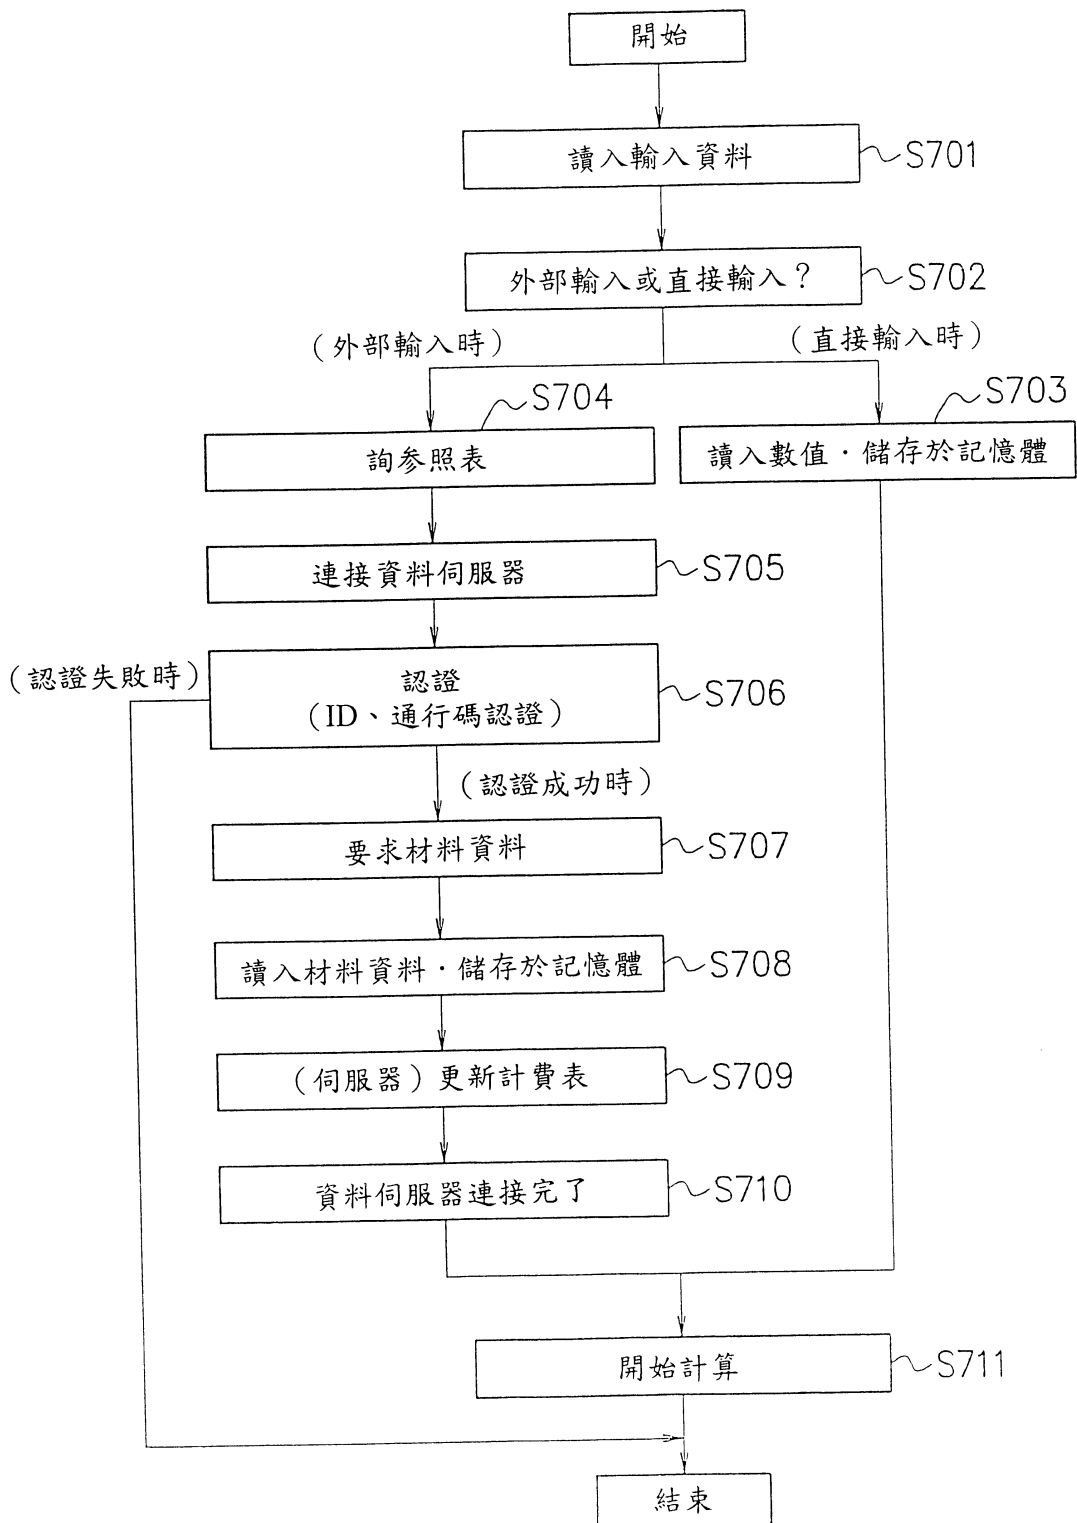 開始
讀入輸入資料
S701
外部輸入或直接輸入？
S702
（外部輸入時）
（直接輸入時）
S704
S703
詢參照表
讀入數值・儲存於記憶體
連接資料伺服器
S705
（認證失敗時）
認證
（ID、通行碼認證）
S706
（認證成功時）
要求材料資料
S707
讀入材料資料・儲存於記憶體
S708
（伺服器）更新計費表
S709
資料伺服器連接完了
S710
開始計算
S711
結束